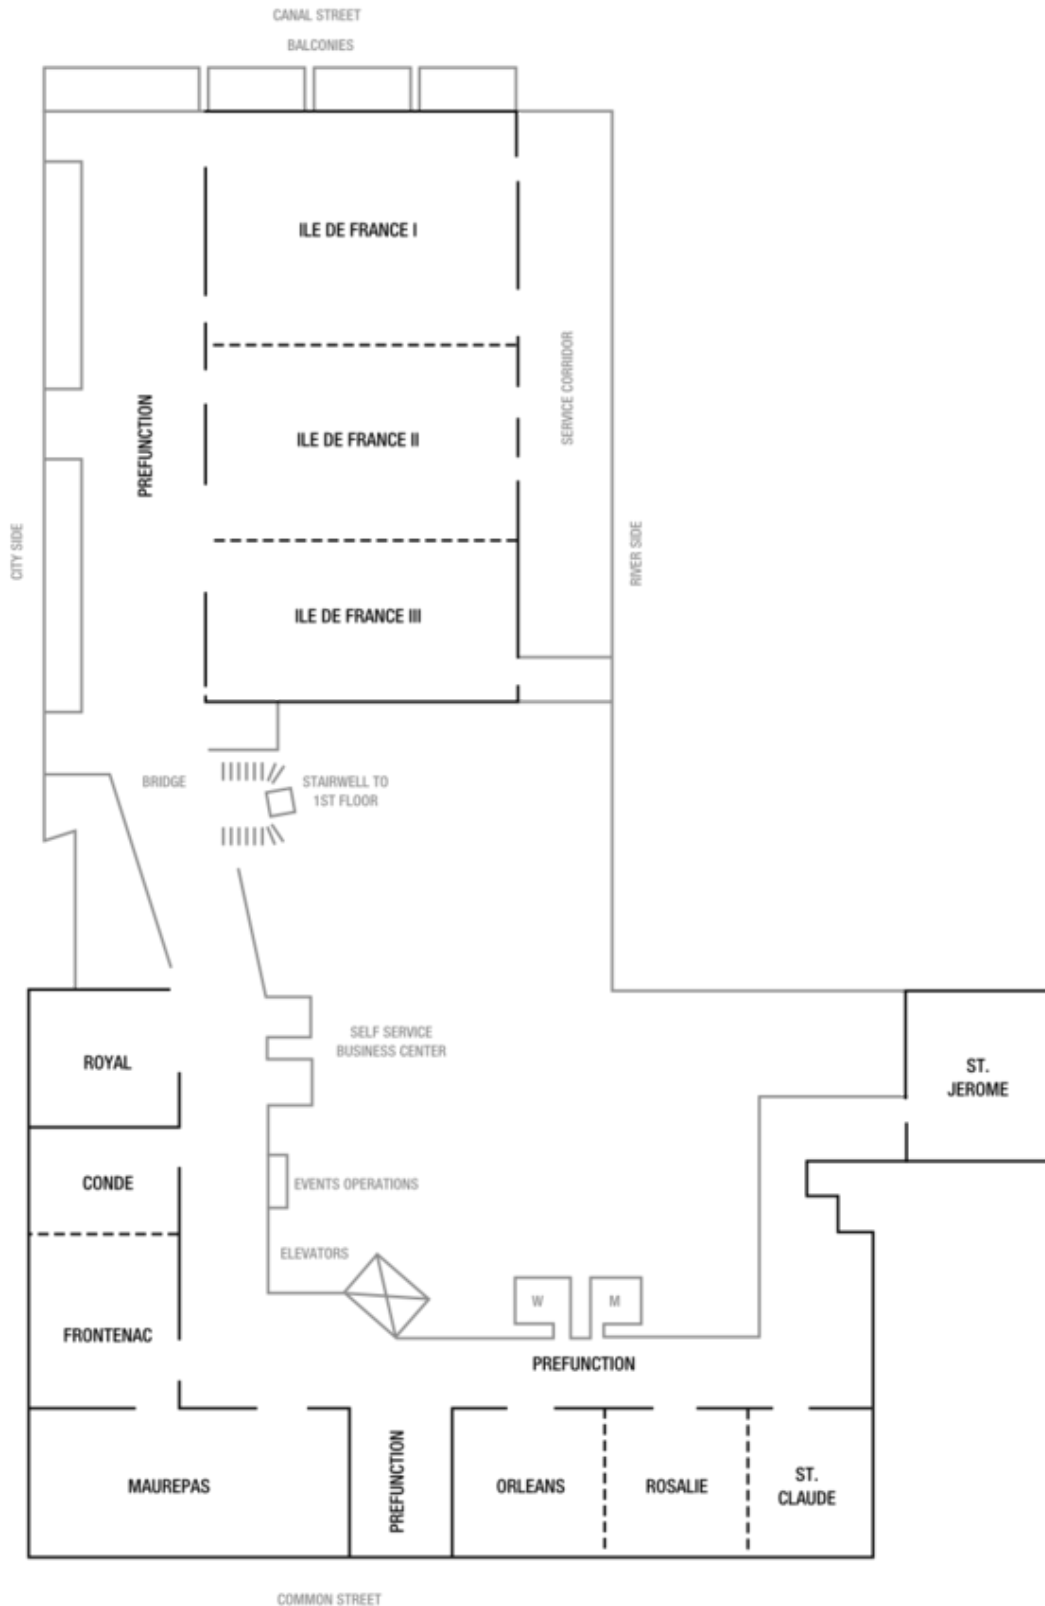 CANAL STREET
BALCONIES
ILE DE FRANCE I
SERVICE CORRIDOR
PREFUNCTION
ILE DE FRANCE II
CITY SIDE
RIVER SIDE
ILE DE FRANCE III
BRIDGE
STAIRWELL TO
1ST FLOOR
SELF SERVICE
BUSINESS CENTER
ROYAL
ST.
JEROME
CONDE
EVENTS OPERATIONS
ELEVATORS
W
M
FRONTENAC
PREFUNCTION
MAUREPAS
PREFUNCTION
ORLEANS
ROSALIE
ST.
CLAUDE
COMMON STREET